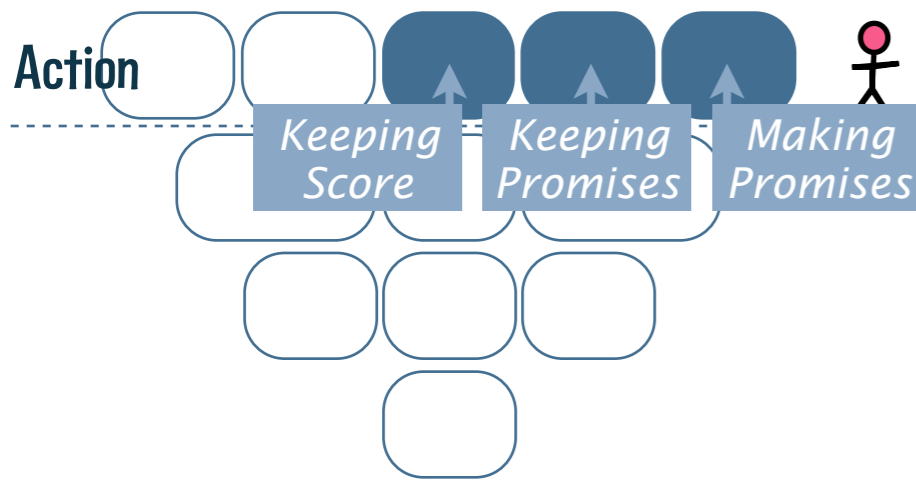 Action
Keeping
Score
Keeping
Promises
Making
Promises